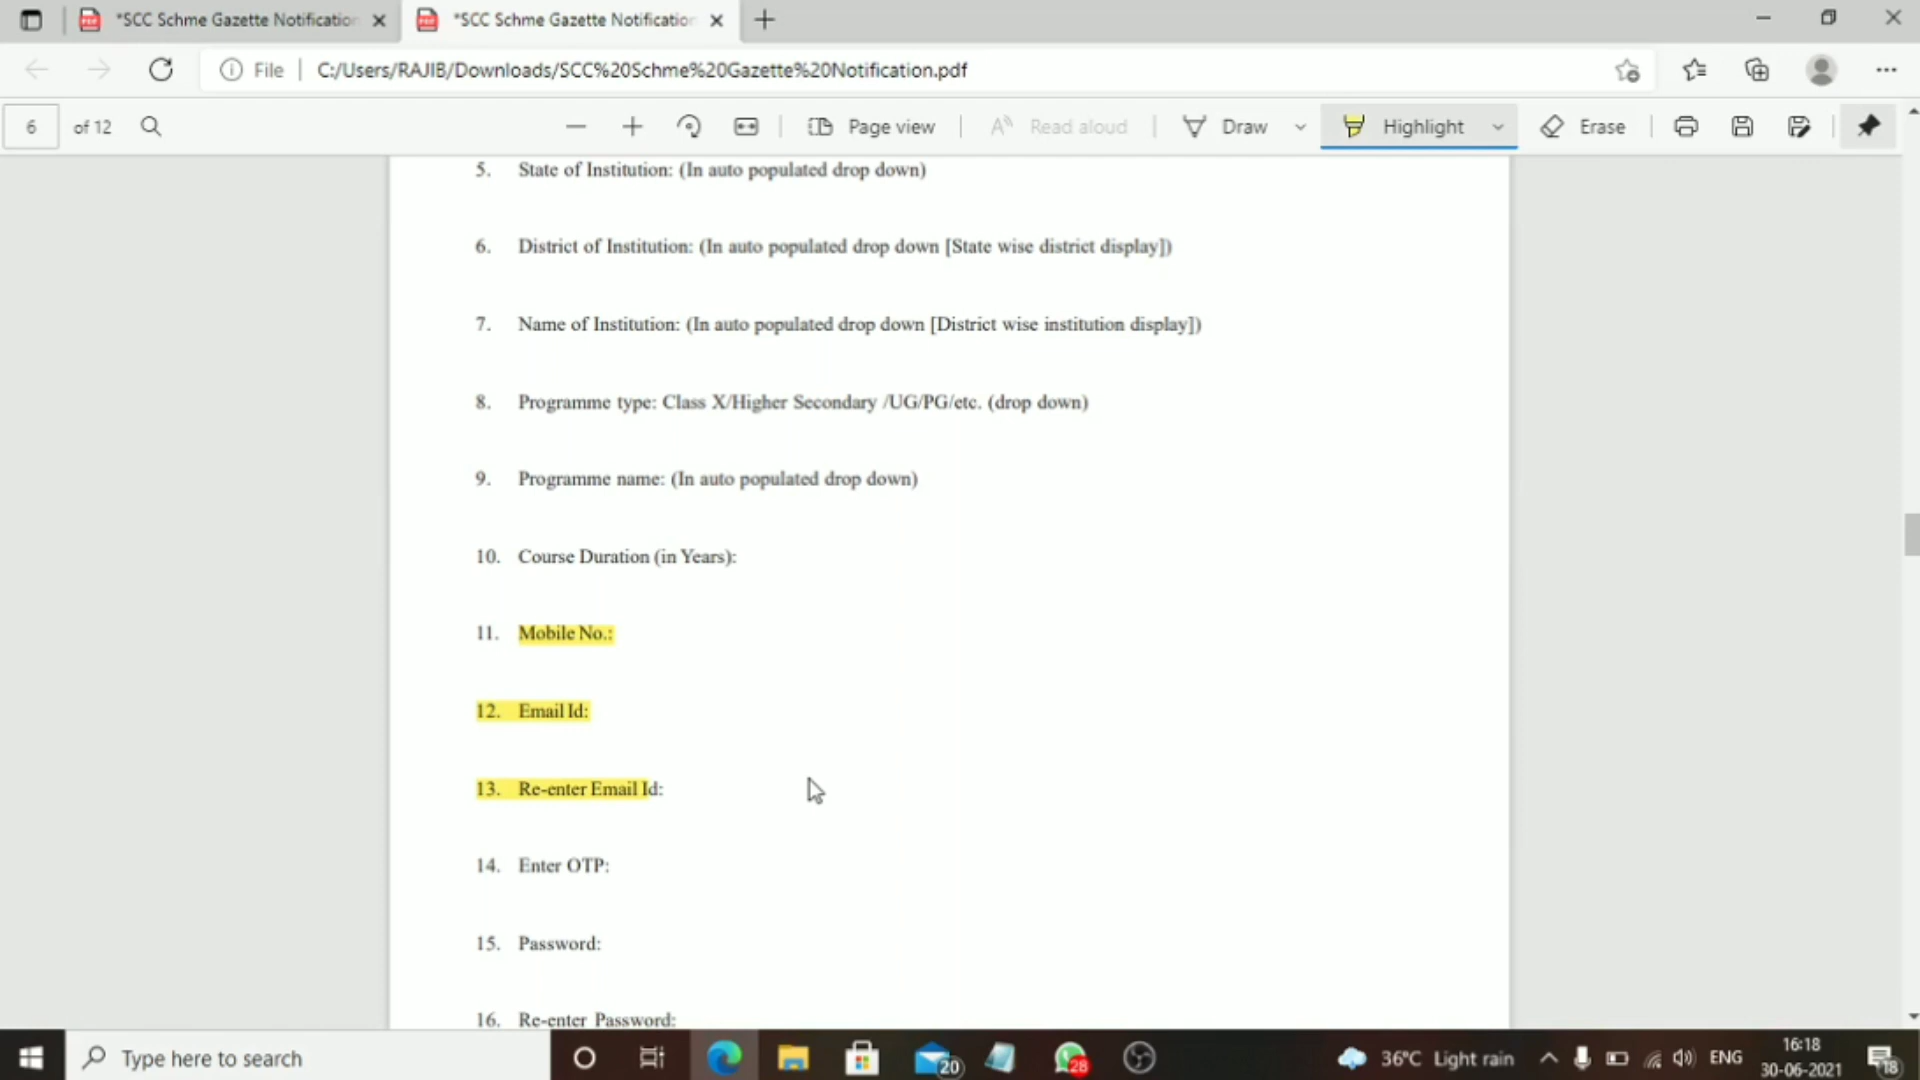 *SCC Schme Gazette Notification
*SCC Schme Gazette Notification
File
C:/Users/RAJIB/Downloads/SCC%20Schme%20Gazette%20Notification.pdf
6 of 12
Page view
Read aloud
Draw
Highlight
Erase
5. State of Institution: (In auto populated drop down)
6. District of Institution: (In auto populated drop down [State wise district display])
7. Name of Institution: (In auto populated drop down [District wise institution display])
8. Programme type: Class X/Higher Secondary /UG/PG/etc. (drop down)
9. Programme name: (In auto populated drop down)
10. Course Duration (in Years):
11. Mobile No.:
12. Email Id:
13. Re-enter Email Id:
14. Enter OTP:
15. Password:
16. Re-enter Password:
Type here to search
20
28
36°C Light rain
ENG
16:18
30-06-2021
18